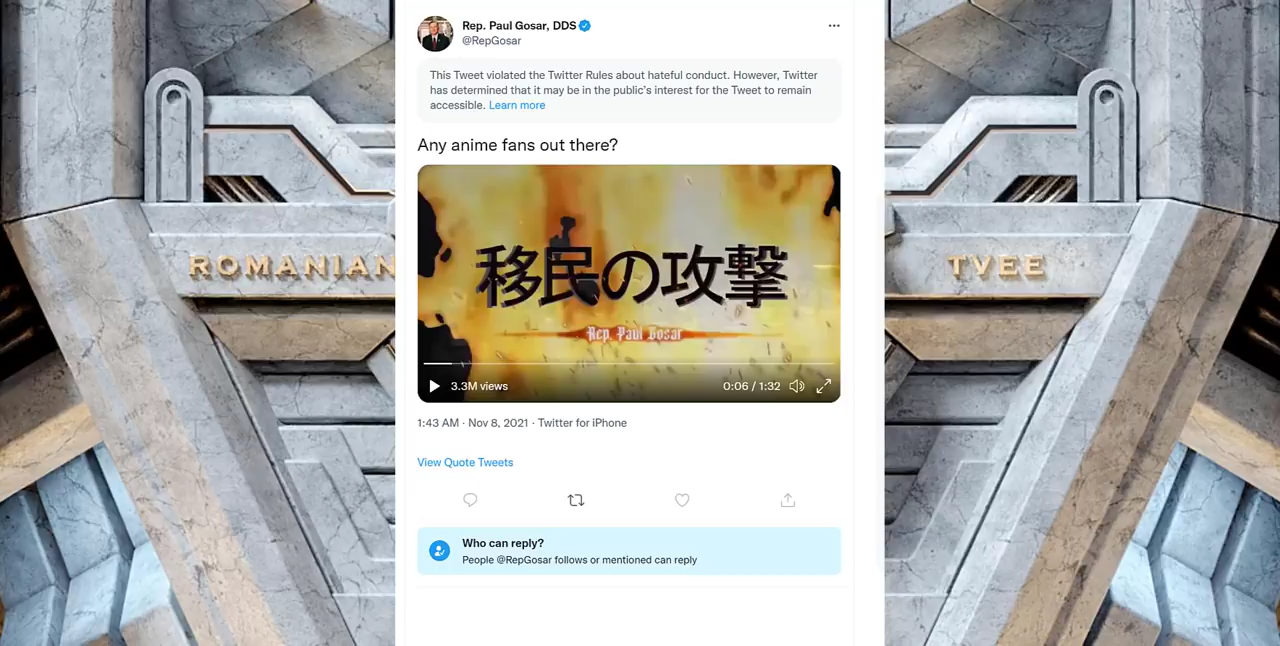 Rep. Paul Gosar, DDS
@RepGosar
This Tweet violated the Twitter Rules about hateful conduct. However, Twitter
has determined that it may be in the public's interest for the Tweet to remain
accessible. Learn more
Any anime fans out there?
移民の攻撃
Rep. Paul Gosar
3.3M views
0:06 / 1:32
1:43 AM · Nov 8, 2021 · Twitter for iPhone
View Quote Tweets
Who can reply?
People @RepGosar follows or mentioned can reply
ROMANIAN
TVEE